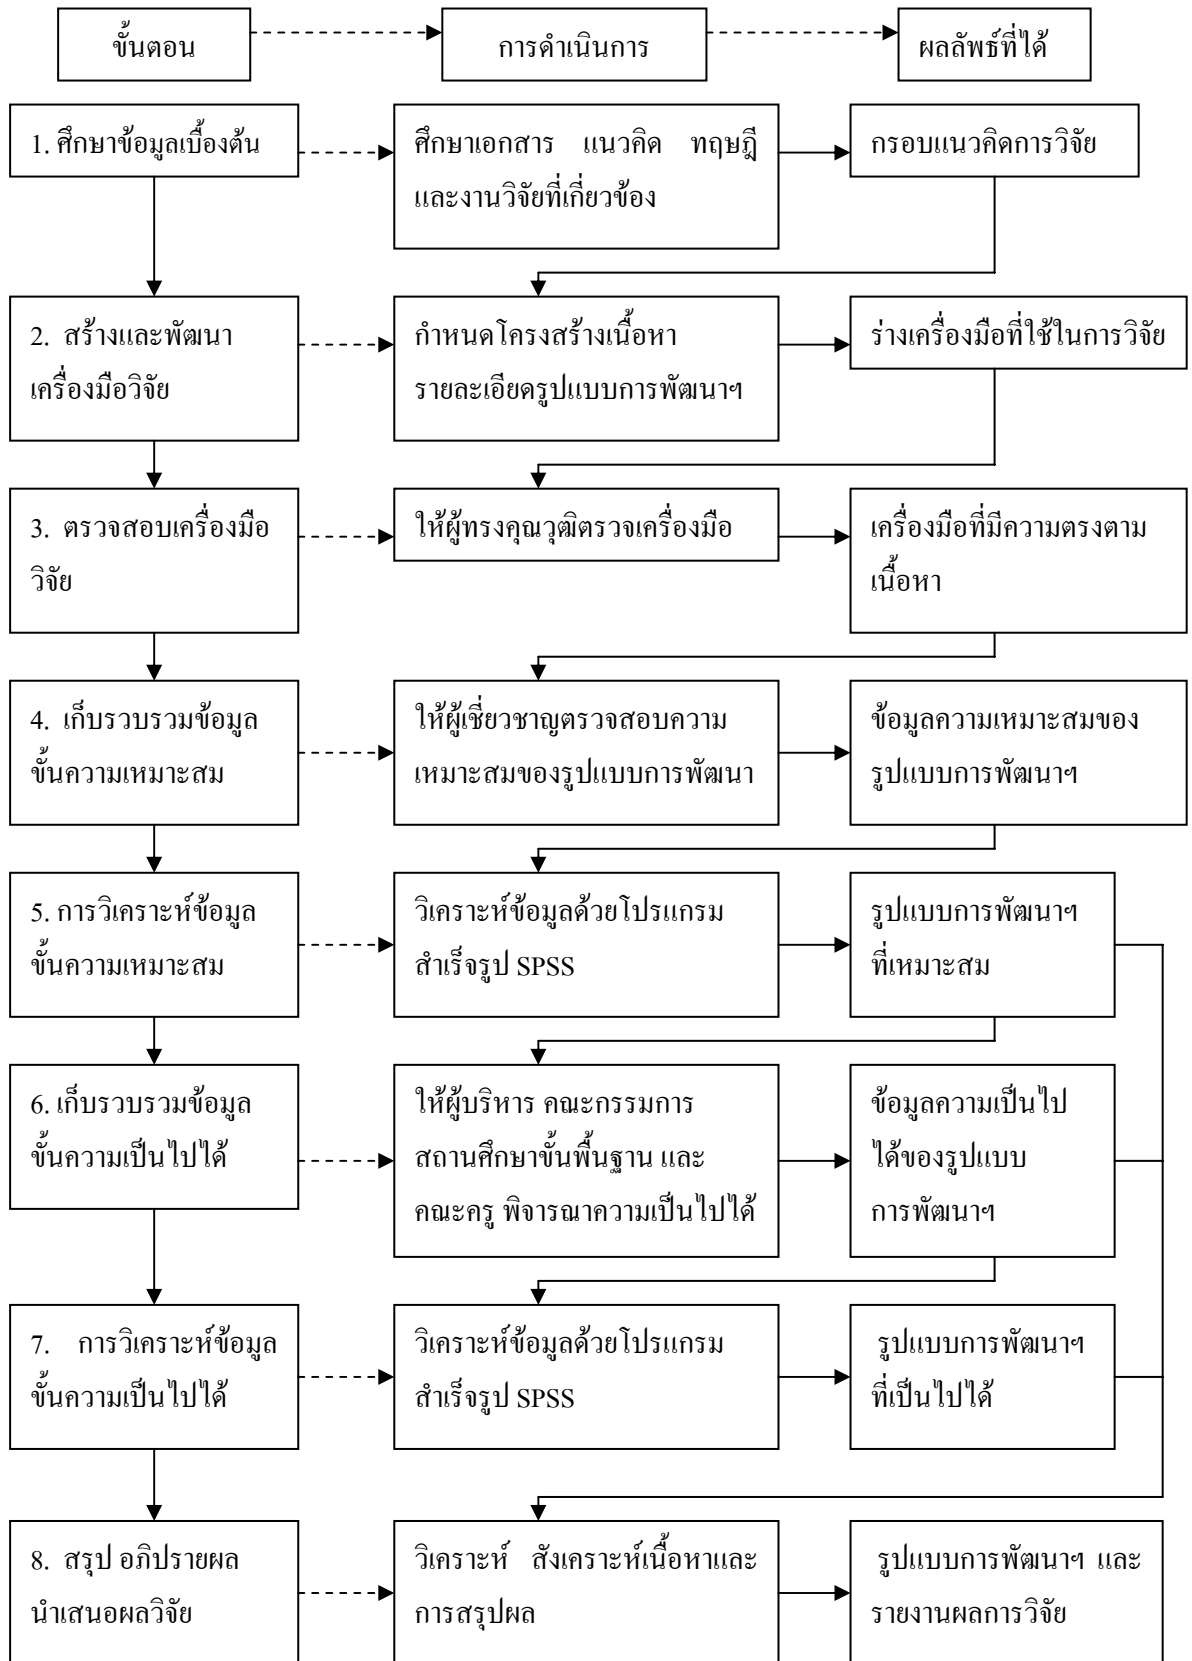 ขั้นตอน
การดำเนินการ
ผลลัพธ์ที่ได้
1. ศึกษาข้อมูลเบื้องต้น
ศึกษาเอกสาร แนวคิด ทฤษฎี
และงานวิจัยที่เกี่ยวข้อง
กรอบแนวคิดการวิจัย
2. สร้างและพัฒนา
เครื่องมือวิจัย
กำหนดโครงสร้างเนื้อหา
รายละเอียดรูปแบบการพัฒนาฯ
ร่างเครื่องมือที่ใช้ในการวิจัย
3. ตรวจสอบเครื่องมือ
วิจัย
ให้ผู้ทรงคุณวุฒิตรวจเครื่องมือ
เครื่องมือที่มีความตรงตาม
เนื้อหา
4. เก็บรวบรวมข้อมูล
ขั้นความเหมาะสม
ให้ผู้เชี่ยวชาญตรวจสอบความ
เหมาะสมของรูปแบบการพัฒนา
ข้อมูลความเหมาะสมของ
รูปแบบการพัฒนาฯ
5. การวิเคราะห์ข้อมูล
ขั้นความเหมาะสม
วิเคราะห์ข้อมูลด้วยโปรแกรม
สำเร็จรูป SPSS
รูปแบบการพัฒนาฯ
ที่เหมาะสม
6. เก็บรวบรวมข้อมูล
ขั้นความเป็นไปได้
ให้ผู้บริหาร คณะกรรมการ
สถานศึกษาขั้นพื้นฐาน และ
คณะครู พิจารณาความเป็นไปได้
ข้อมูลความเป็นไป
ได้ของรูปแบบ
การพัฒนาฯ
7. การวิเคราะห์ข้อมูล
ขั้นความเป็นไปได้
วิเคราะห์ข้อมูลด้วยโปรแกรม
สำเร็จรูป SPSS
รูปแบบการพัฒนาฯ
ที่เป็นไปได้
8. สรุป อภิปรายผล
นำเสนอผลวิจัย
วิเคราะห์ สังเคราะห์เนื้อหาและ
การสรุปผล
รูปแบบการพัฒนาฯ และ
รายงานผลการวิจัย